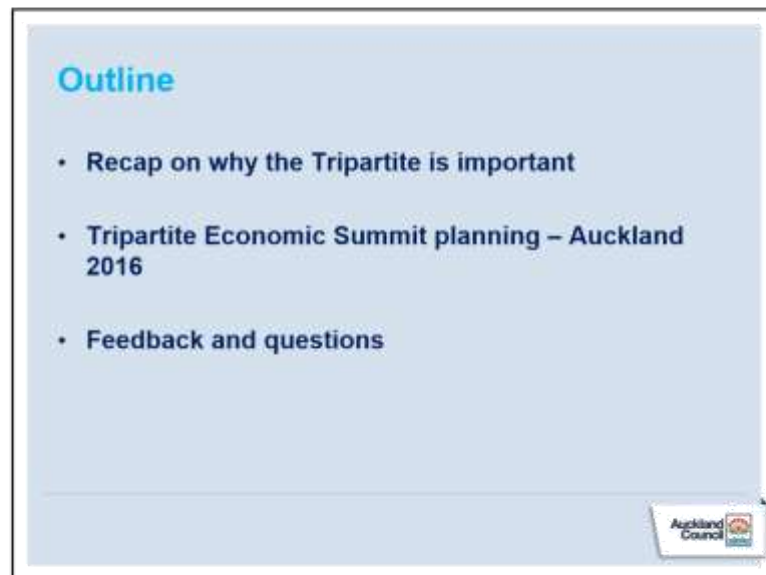 Outline
• Recap on why the Tripartite is important
• Tripartite Economic Summit planning – Auckland
2016
• Feedback and questions
Auckland
Council